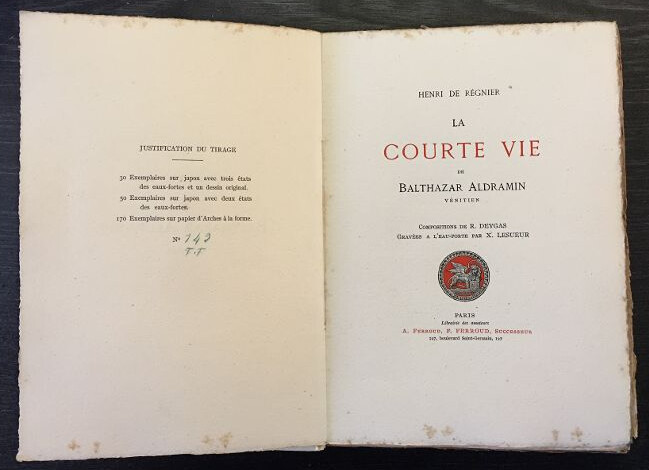 JUSTIFICATION DU TIRAGE
30 Exemplaires sur japon avec trois états
des eaux-fortes et un dessin original.
50 Exemplaires sur japon avec deux états
des eaux-fortes.
170 Exemplaires sur papier d'Arches à la forme.
Nº 143
F.F
HENRI DE RÉGNIER
LA
COURTE VIE
DE
BALTHAZAR ALDRAMIN
VÉNITIEN
COMPOSITIONS DE R. DEYGAS
GRAVÉES A L'EAU-FORTE PAR X. LESUEUR
PARIS
Librairie des amateurs
A. FERROUD, F. FERROUD, SUCCESSEUR
127, boulevard Saint-Germain, 127